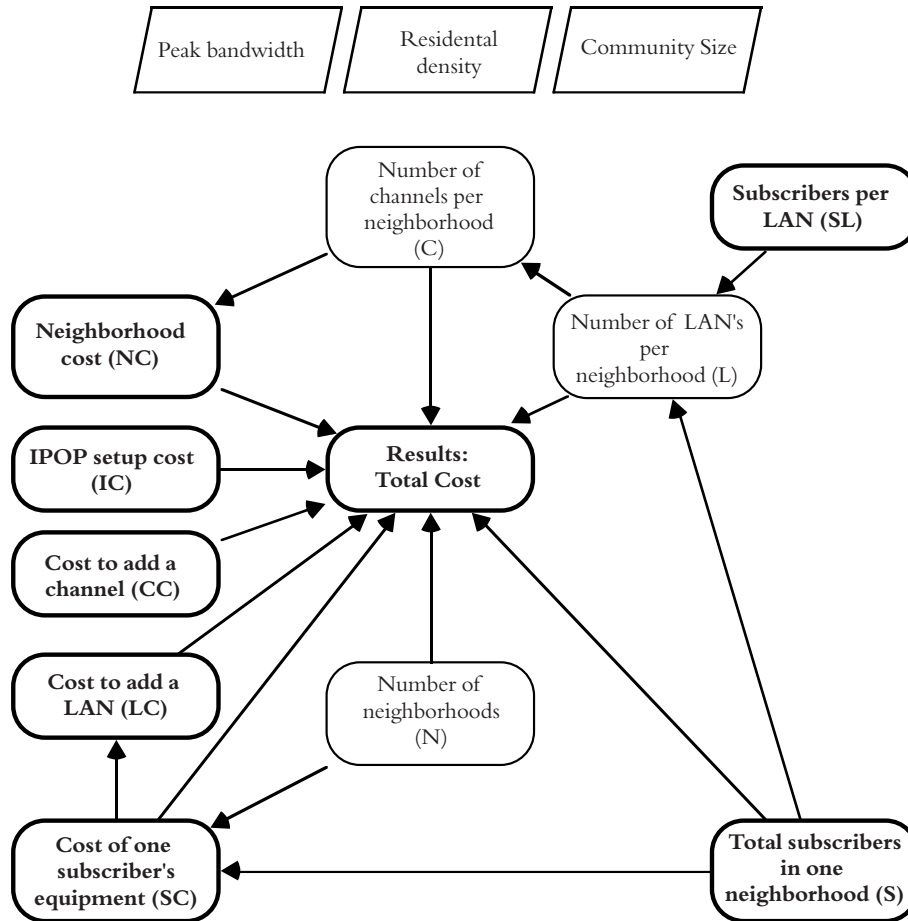 Peak bandwidth
Residental
density
Community Size
Number of
channels per
neighborhood
(C)
Subscribers per
LAN (SL)
Neighborhood
cost (NC)
Number of LAN's
per
neighborhood (L)
IPOP setup cost
(IC)
Results:
Total Cost
Cost to add a
channel (CC)
Cost to add a
LAN (LC)
Number of
neighborhoods
(N)
Cost of one
subscriber's
equipment (SC)
Total subscribers
in one
neighborhood (S)